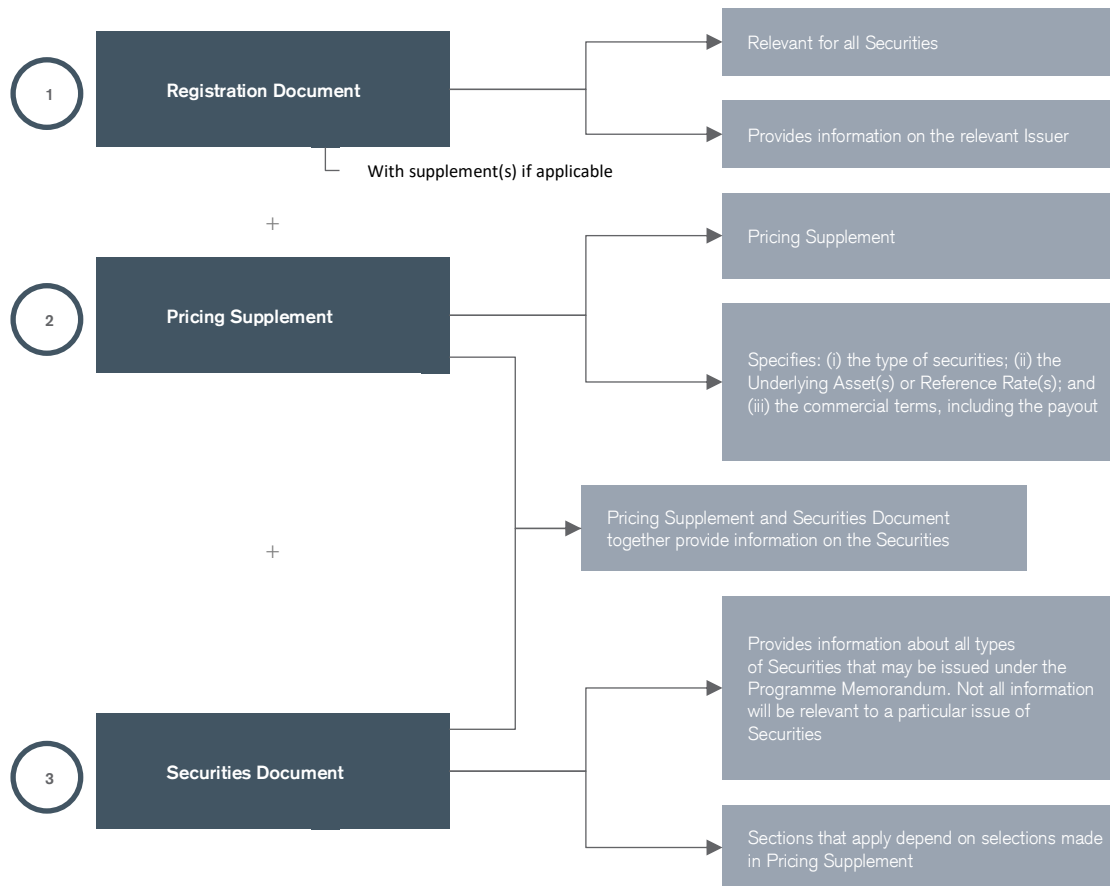 1
Registration Document
With supplement(s) if applicable
Relevant for all Securities
Provides information on the relevant Issuer
+
2
Pricing Supplement
Pricing Supplement
Specifies: (i) the type of securities; (ii) the
Underlying Asset(s) or Reference Rate(s); and
(iii) the commercial terms, including the payout
+
Pricing Supplement and Securities Document
together provide information on the Securities
3
Securities Document
Provides information about all types
of Securities that may be issued under the
Programme Memorandum. Not all information
will be relevant to a particular issue of
Securities
Sections that apply depend on selections made
in Pricing Supplement